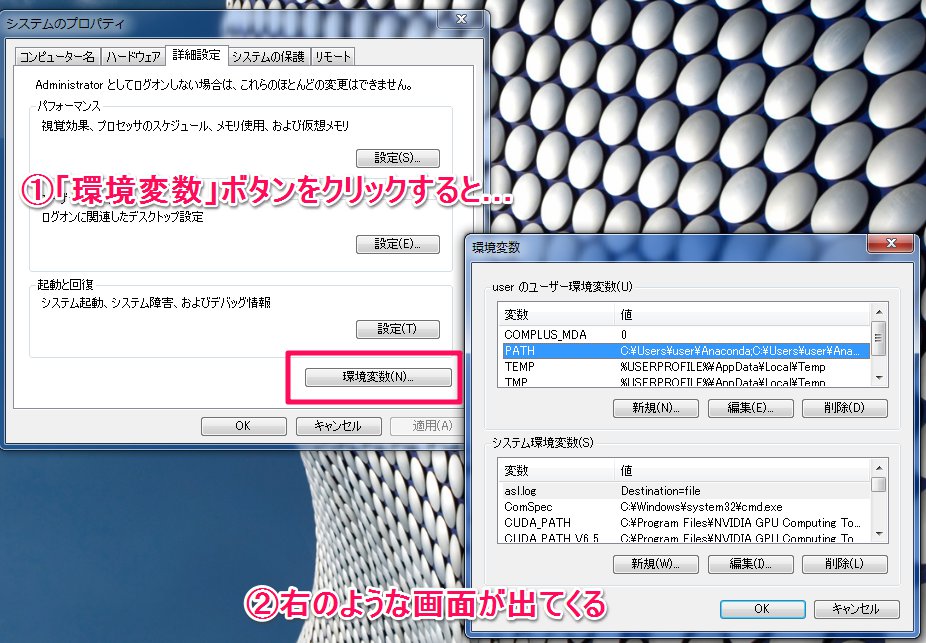 システムのプロパティ
コンピューター名 ハードウェア 詳細設定 システムの保護 リモート
Administrator としてログオンしない場合は、これらのほとんどの変更はできません。
パフォーマンス
視覚効果、プロセッサのスケジュール、メモリ使用、および仮想メモリ
設定(S)...
①「環境変数」ボタンをクリックすると...
ログオンに関連したデスクトップ設定
設定(E)...
起動と回復
システム起動、システム障害、およびデバッグ情報
設定(T)
環境変数(N)...
OK キャンセル 適用(A)
環境変数
user のユーザー環境変数(U)
変数 値
COMPLUS_MDA 0
PATH C:¥Users¥user¥Anaconda;C:¥Users¥user¥Ana...
TEMP %USERPROFILE%¥AppData¥Local¥Temp
TMP %USERPROFILE%¥AppData¥Local¥Temp
新規(N)... 編集(E)... 削除(D)
システム環境変数(S)
変数 値
asl.log Destination=file
ComSpec C:¥Windows¥system32¥cmd.exe
CUDA_PATH C:¥Program Files¥NVIDIA GPU Computing To...
CUDA_PATH_V6_5 C:¥Program Files¥NVIDIA GPU Computing To...
新規(W)... 編集(I)... 削除(L)
OK キャンセル
②右のような画面が出てくる